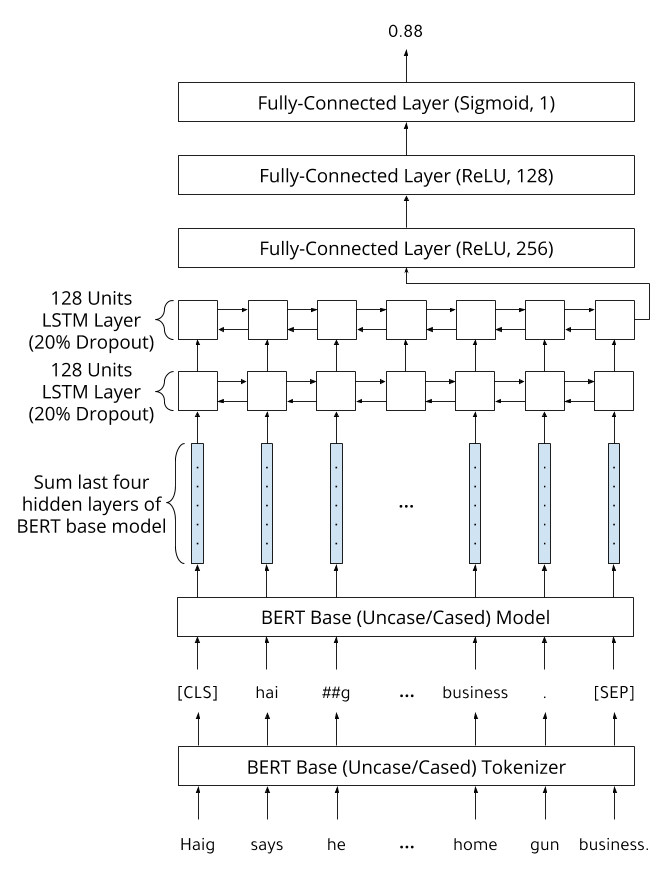 0.88
Fully-Connected Layer (Sigmoid, 1)
Fully-Connected Layer (ReLU, 128)
Fully-Connected Layer (ReLU, 256)
128 Units
LSTM Layer
(20% Dropout)
128 Units
LSTM Layer
(20% Dropout)
Sum last four
hidden layers of
BERT base model
...
BERT Base (Uncase/Cased) Model
[CLS] hai ##g ... business . [SEP]
BERT Base (Uncase/Cased) Tokenizer
Haig says he ... home gun business.